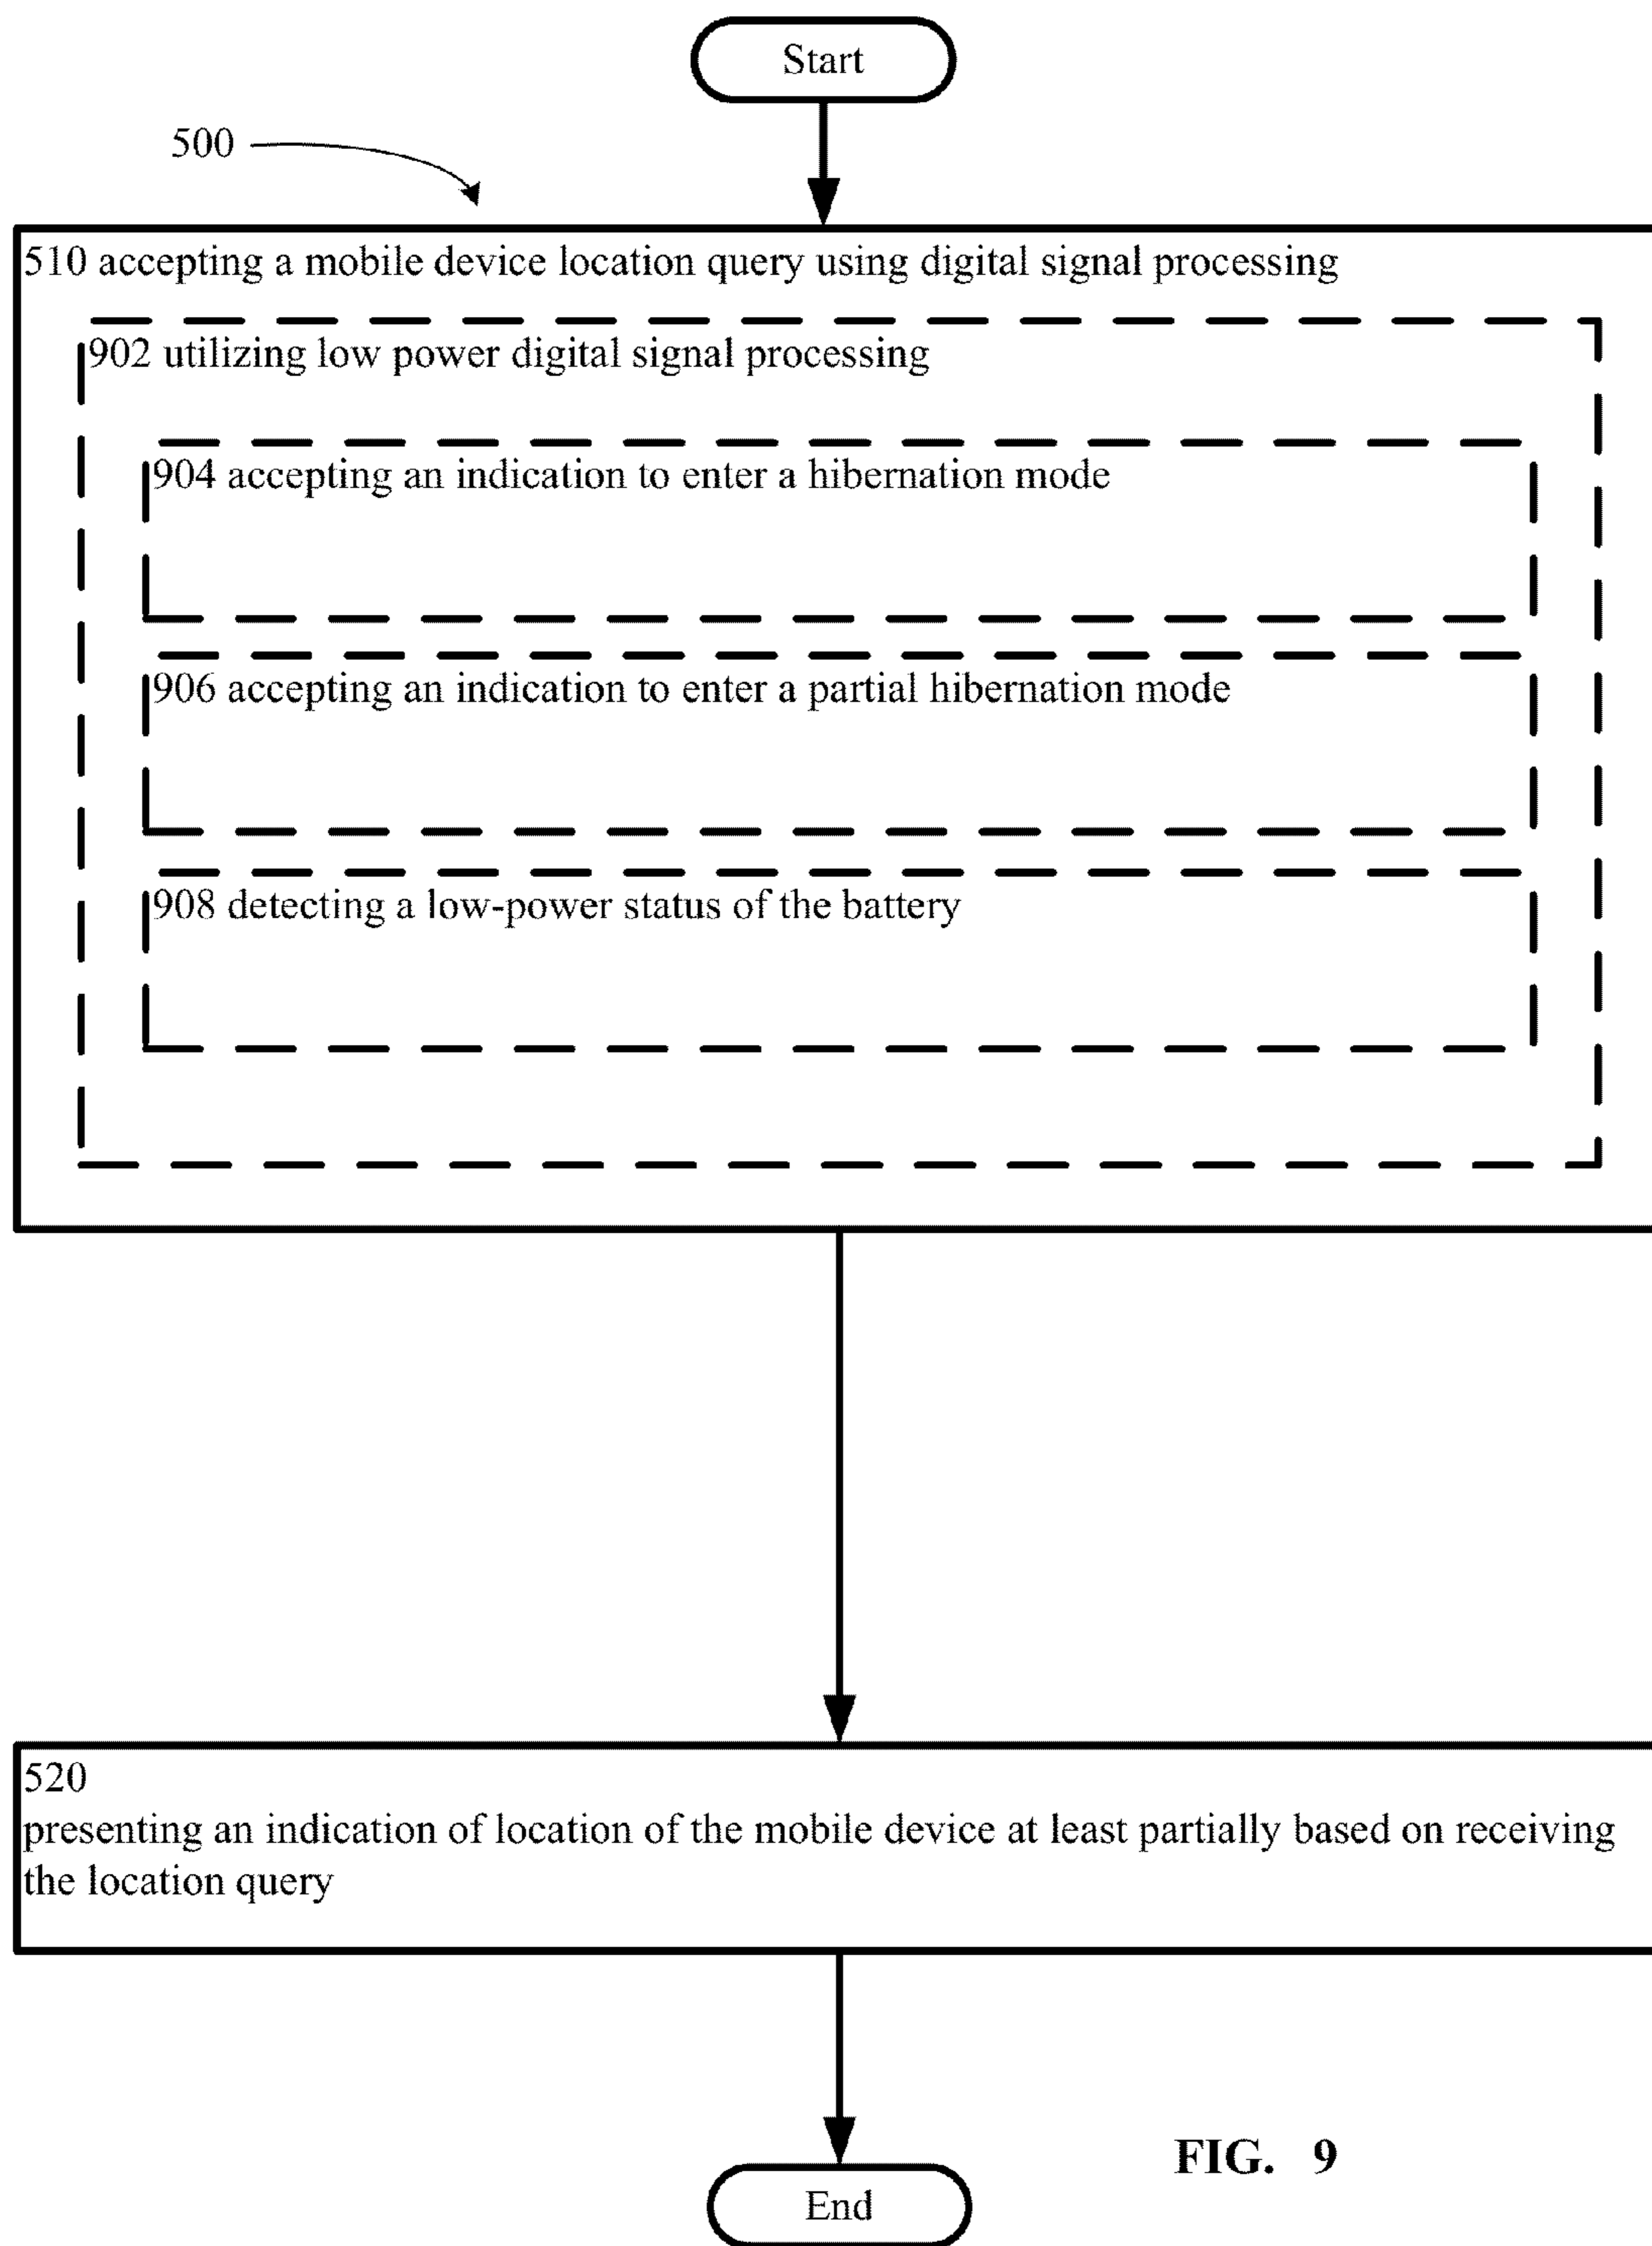 Start
500
510 accepting a mobile device location query using digital signal processing
902 utilizing low power digital signal processing
904 accepting an indication to enter a hibernation mode
906 accepting an indication to enter a partial hibernation mode
908 detecting a low-power status of the battery
520
presenting an indication of location of the mobile device at least partially based on receiving
the location query
End
FIG. 9